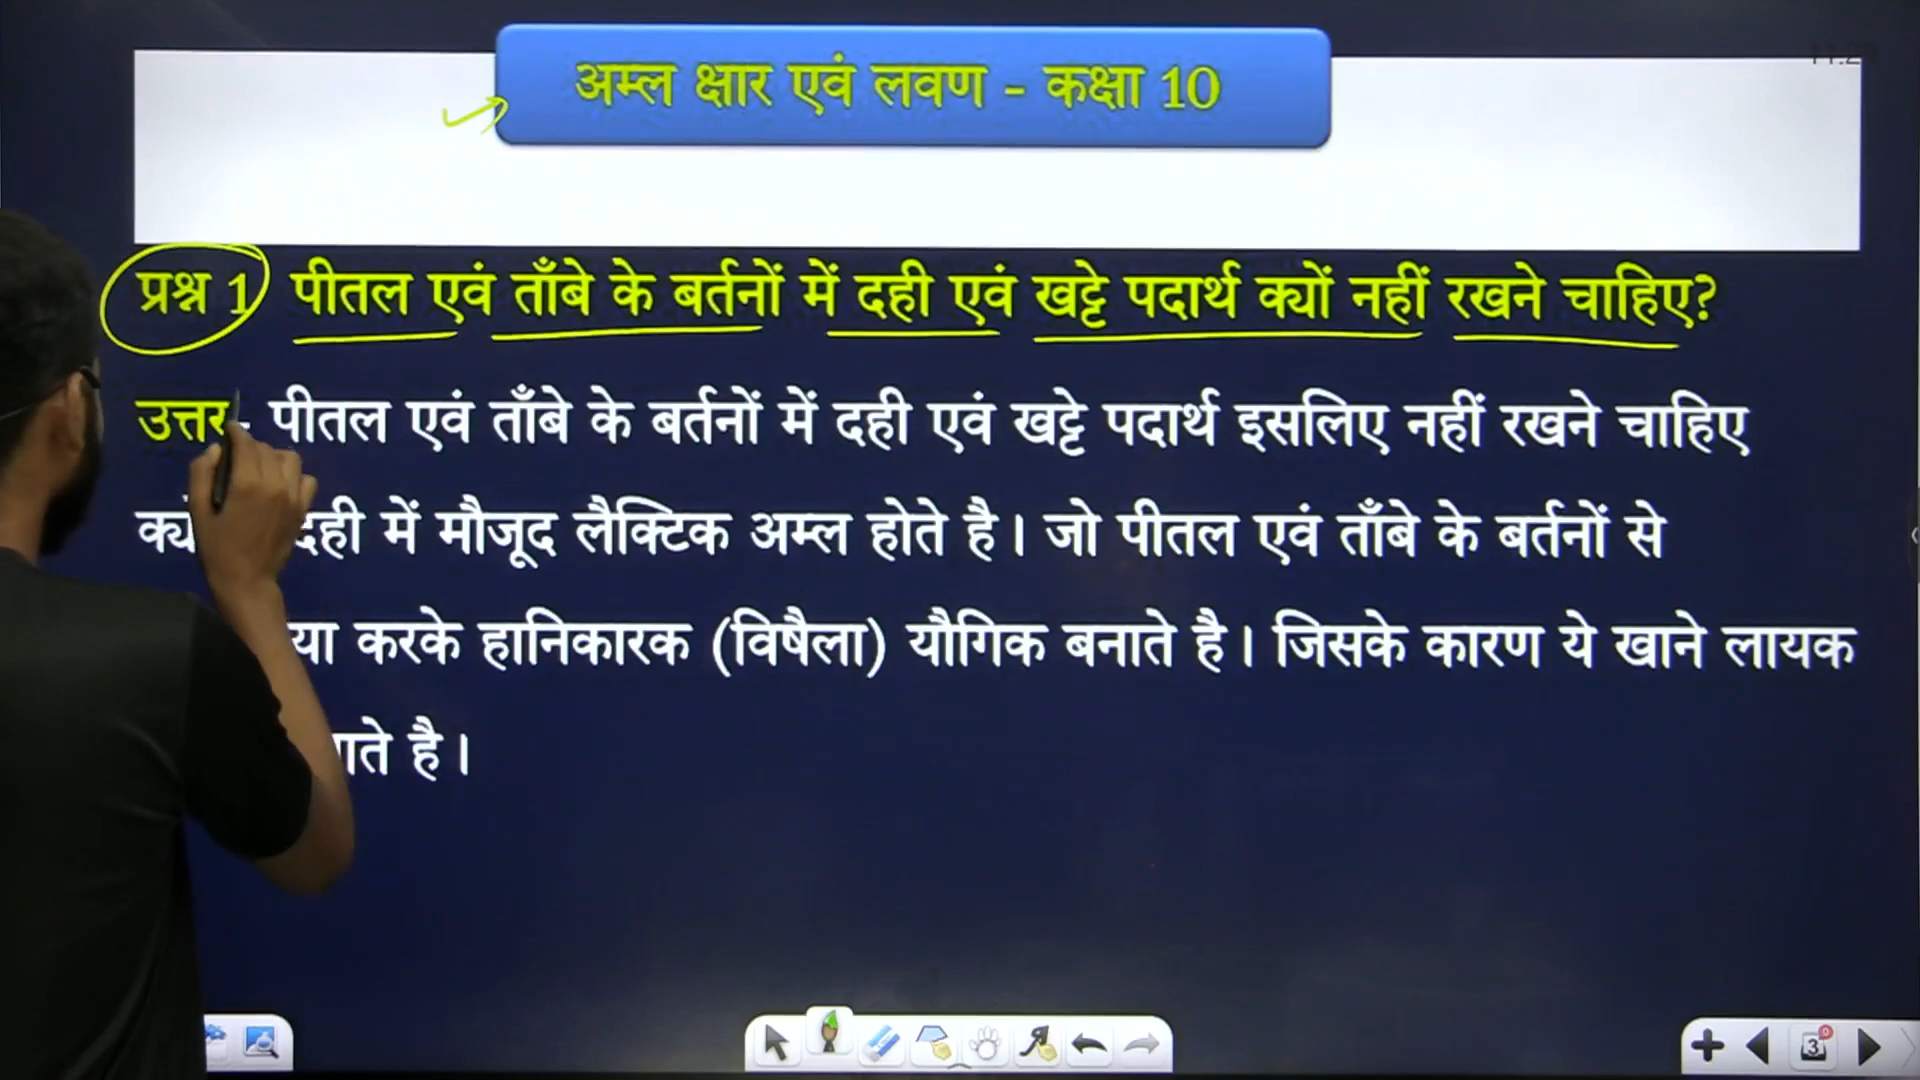 अम्ल क्षार एवं लवण - कक्षा 10
प्रश्न 1 पीतल एवं ताँबे के बर्तनों में दही एवं खट्टे पदार्थ क्यों नहीं रखने चाहिए?
उत्तर- पीतल एवं ताँबे के बर्तनों में दही एवं खट्टे पदार्थ इसलिए नहीं रखने चाहिए
दही में मौजूद लैक्टिक अम्ल होते है। जो पीतल एवं ताँबे के बर्तनों से
करके हानिकारक (विषैला) यौगिक बनाते है। जिसके कारण ये खाने लायक
है।
3